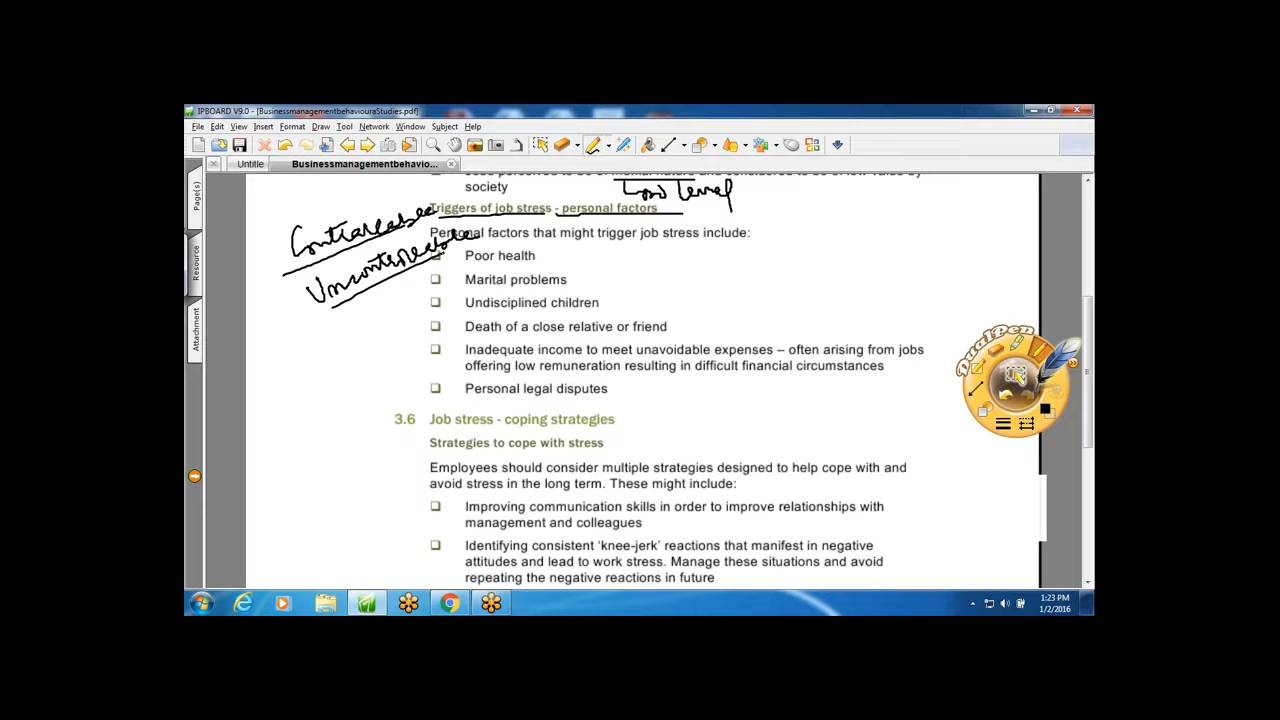 IPBOARD V9.0 - [BusinessmanagementbehaviouraStudies.pdf]
File Edit View Insert Format Draw Tool Network Window Subject Help
Untitle
Businessmanagementbehavio...
Page(s)
Resource
Attachment
society
Low level
Triggers of job stress - personal factors
Personal factors that might trigger job stress include:
Poor health
Marital problems
Undisciplined children
Death of a close relative or friend
Inadequate income to meet unavoidable expenses – often arising from jobs
offering low remuneration resulting in difficult financial circumstances
Personal legal disputes
3.6 Job stress - coping strategies
Strategies to cope with stress
Employees should consider multiple strategies designed to help cope with and
avoid stress in the long term. These might include:
Improving communication skills in order to improve relationships with
management and colleagues
Identifying consistent ‘knee-jerk’ reactions that manifest in negative
attitudes and lead to work stress. Manage these situations and avoid
repeating the negative reactions in future
DualPen
1:23 PM
1/2/2016